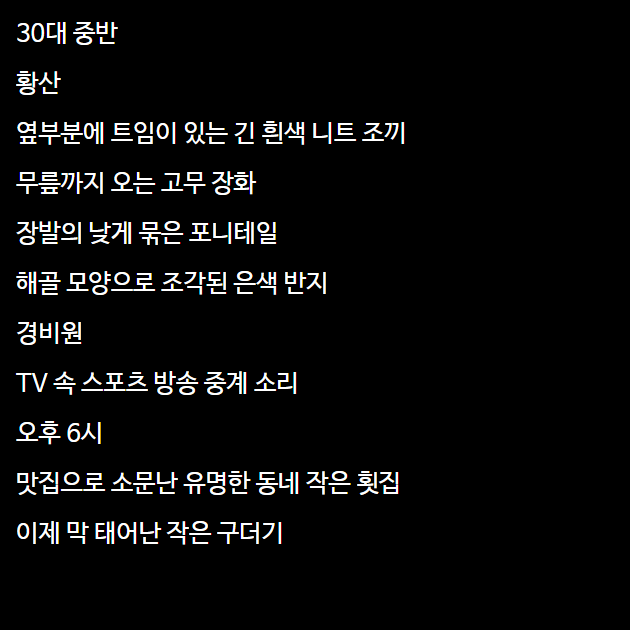 30대 중반
황산
옆부분에 트임이 있는 긴 흰색 니트 조끼
무릎까지 오는 고무 장화
장발의 낮게 묶은 포니테일
해골 모양으로 조각된 은색 반지
경비원
TV 속 스포츠 방송 중계 소리
오후 6시
맛집으로 소문난 유명한 동네 작은 횟집
이제 막 태어난 작은 구더기